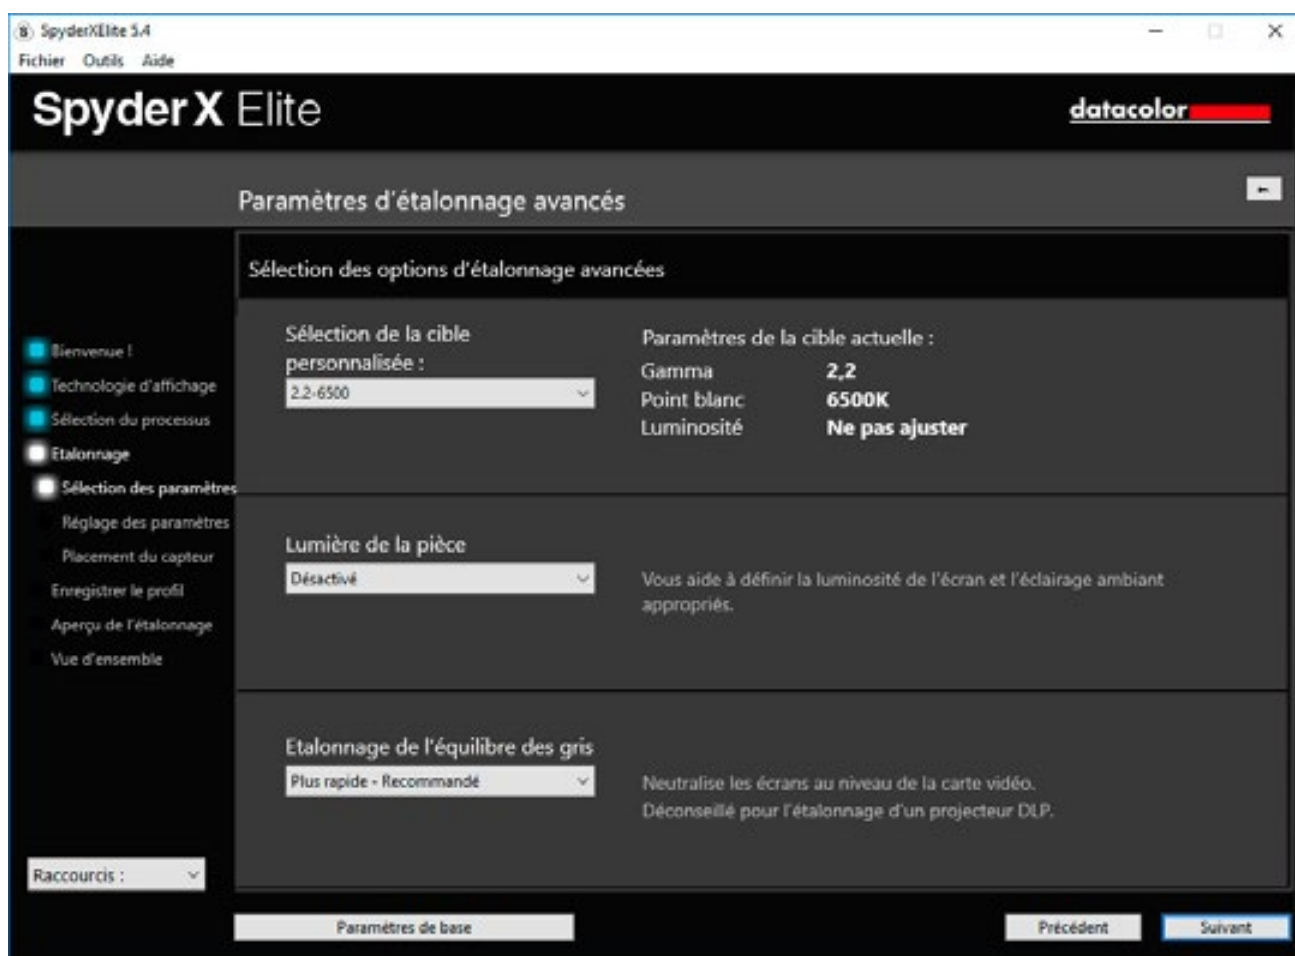 SpyderXElite 5.4
Fichier Outils Aide
Spyder X Elite
datacolor
Paramètres d'étalonnage avancés
Sélection des options d'étalonnage avancées
Bienvenue !
Technologie d'affichage
Sélection du processus
Etalonnage
Sélection des paramètres
Réglage des paramètres
Placement du capteur
Enregistrer le profil
Aperçu de l'étalonnage
Vue d'ensemble
Raccourcis :
Sélection de la cible
personnalisée :
2.2-6500
Paramètres de la cible actuelle :
Gamma 2,2
Point blanc 6500K
Luminosité Ne pas ajuster
Lumière de la pièce
Désactivé
Vous aide à définir la luminosité de l'écran et l'éclairage ambiant
appropriés.
Etalonnage de l'équilibre des gris
Plus rapide - Recommandé
Neutralise les écrans au niveau de la carte vidéo.
Déconseillé pour l'étalonnage d'un projecteur DLP.
Paramètres de base
Précédent
Suivant